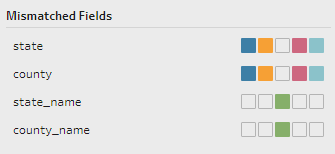 Mismatched Fields
state
county
state_name
county_name